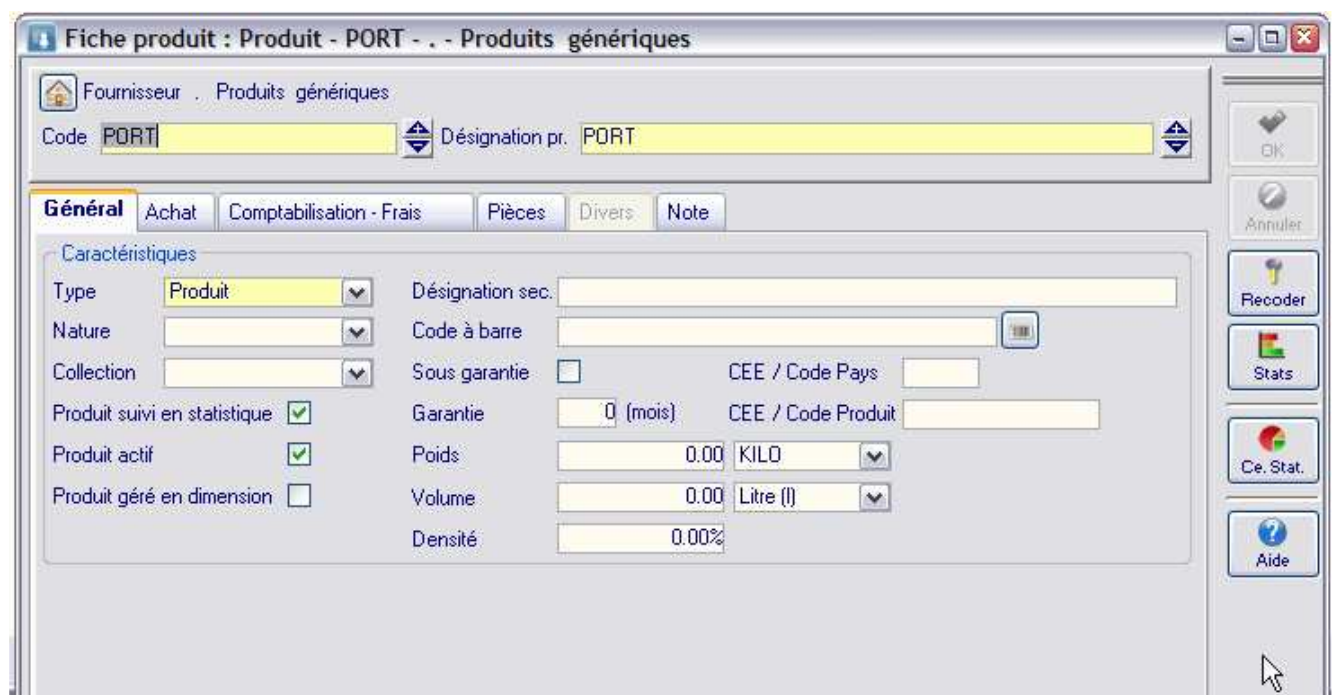 Fiche produit : Produit - PORT - . - Produits génériques
Fournisseur . Produits génériques
Code PORT Désignation pr. PORT
OK
Général Achat Comptabilisation - Frais Pièces Divers Note
Annuler
Caractéristiques
Type Produit Désignation sec.
Recoder
Nature Code à barre
Collection Sous garantie CEE / Code Pays
Stats
Produit suivi en statistique Garantie 0 (mois) CEE / Code Produit
Produit actif Poids 0.00 KILO
Ce. Stat.
Produit géré en dimension Volume 0.00 Litre (l)
Densité 0.00%
Aide